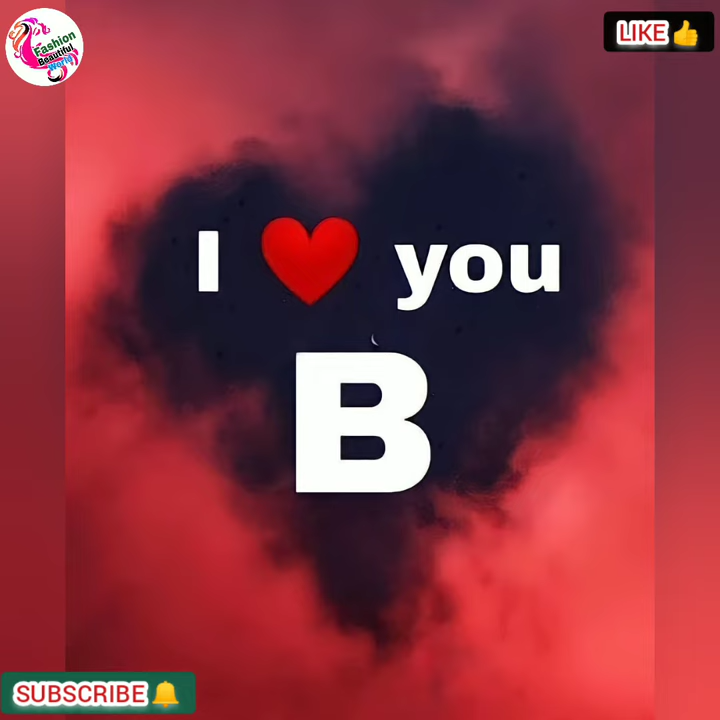 Fashion
Beautiful
World
LIKE 👍
I ❤️ you
B
SUBSCRIBE 🔔